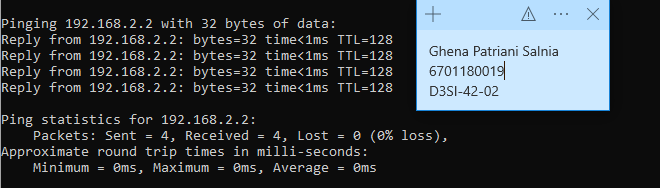 Pinging 192.168.2.2 with 32 bytes of data:
Reply from 192.168.2.2: bytes=32 time<1ms TTL=128
Reply from 192.168.2.2: bytes=32 time<1ms TTL=128
Reply from 192.168.2.2: bytes=32 time<1ms TTL=128
Reply from 192.168.2.2: bytes=32 time<1ms TTL=128
Ping statistics for 192.168.2.2:
Packets: Sent = 4, Received = 4, Lost = 0 (0% loss),
Approximate round trip times in milli-seconds:
Minimum = 0ms, Maximum = 0ms, Average = 0ms
Ghena Patriani Salnia
6701180019
D3SI-42-02